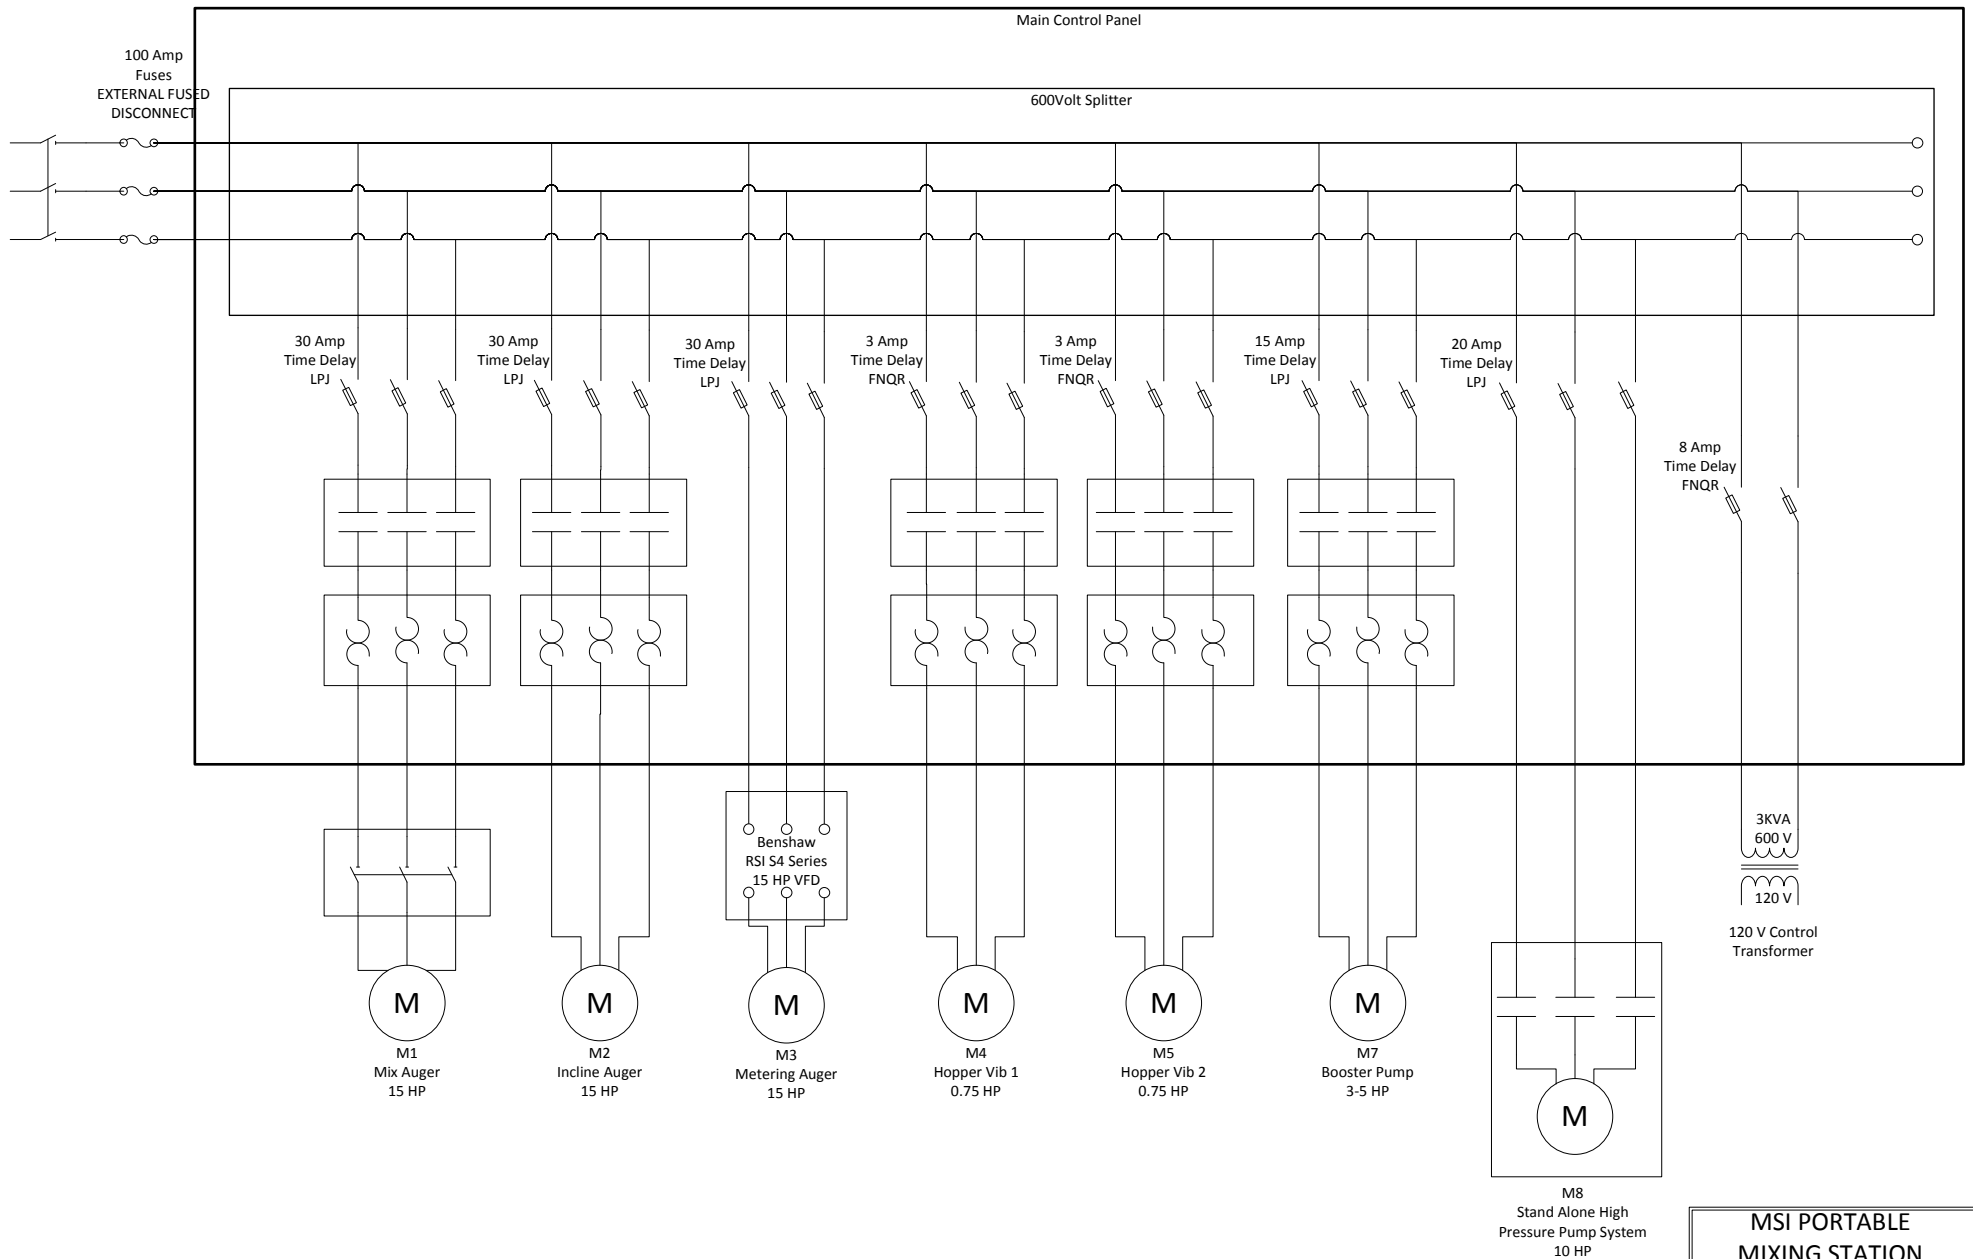 Main Control Panel
100 Amp
Fuses
EXTERNAL FUSED
DISCONNECT
600Volt Splitter
30 Amp
Time Delay
LPJ
30 Amp
Time Delay
LPJ
30 Amp
Time Delay
LPJ
3 Amp
Time Delay
FNQR
3 Amp
Time Delay
FNQR
15 Amp
Time Delay
LPJ
20 Amp
Time Delay
LPJ
8 Amp
Time Delay
FNQR
Benshaw
RSI S4 Series
15 HP VFD
3KVA
600 V
120 V
120 V Control
Transformer
M
M1
Mix Auger
15 HP
M
M2
Incline Auger
15 HP
M
M3
Metering Auger
15 HP
M
M4
Hopper Vib 1
0.75 HP
M
M5
Hopper Vib 2
0.75 HP
M
M7
Booster Pump
3-5 HP
M
M8
Stand Alone High
Pressure Pump System
10 HP
MSI PORTABLE
MIXING STATION